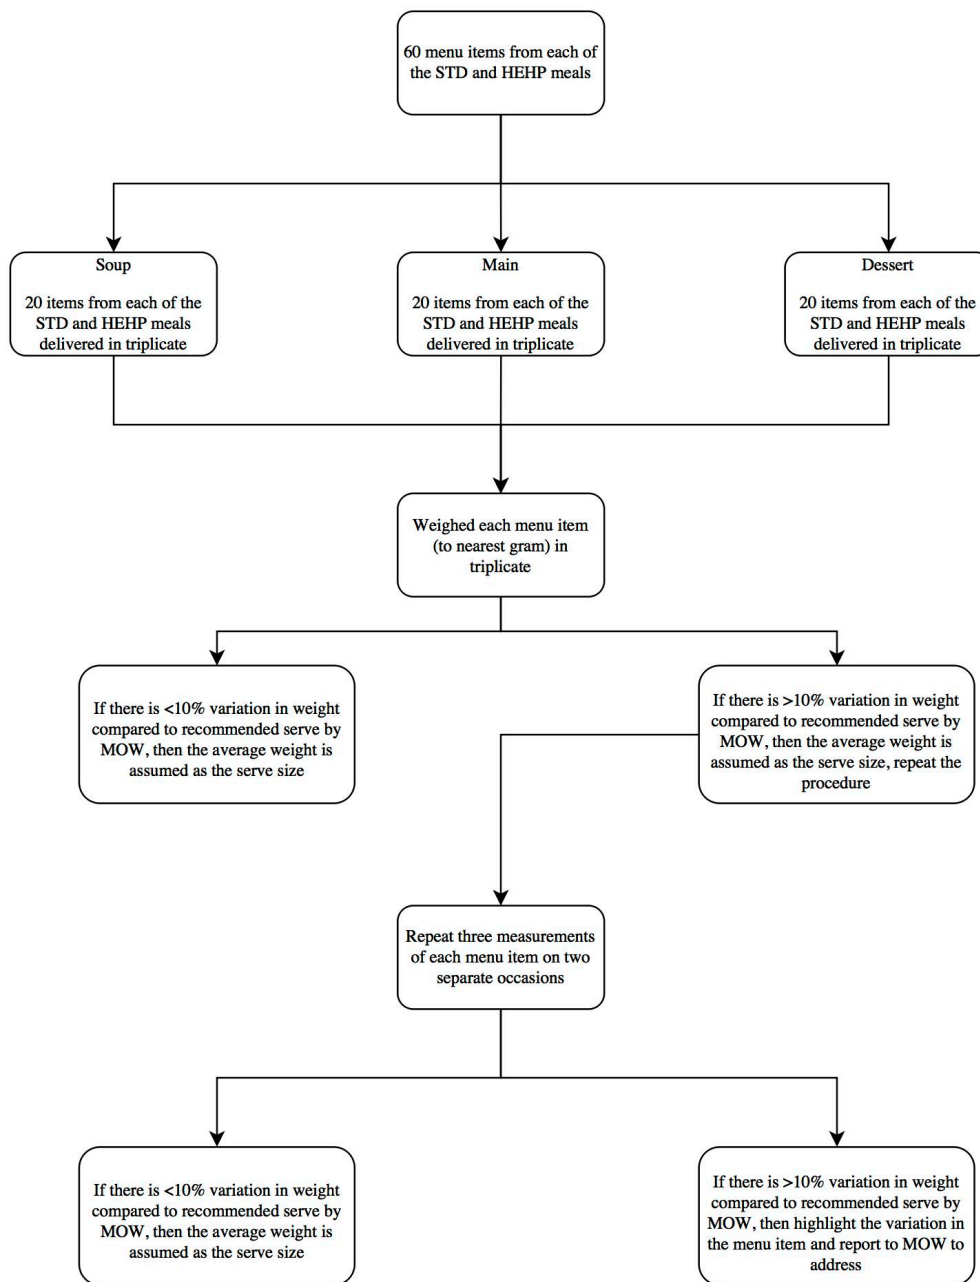 60 menu items from each of
the STD and HEHP meals
Soup
20 items from each of the
STD and HEHP meals
delivered in triplicate
Main
20 items from each of the
STD and HEHP meals
delivered in triplicate
Dessert
20 items from each of the
STD and HEHP meals
delivered in triplicate
Weighed each menu item
(to nearest gram) in
triplicate
If there is <10% variation in weight
compared to recommended serve by
MOW, then the average weight is
assumed as the serve size
If there is >10% variation in weight
compared to recommended serve by
MOW, then the average weight is
assumed as the serve size, repeat the
procedure
Repeat three measurements
of each menu item on two
separate occasions
If there is <10% variation in weight
compared to recommended serve by
MOW, then the average weight is
assumed as the serve size
If there is >10% variation in weight
compared to recommended serve by
MOW, then highlight the variation in
the menu item and report to MOW to
address